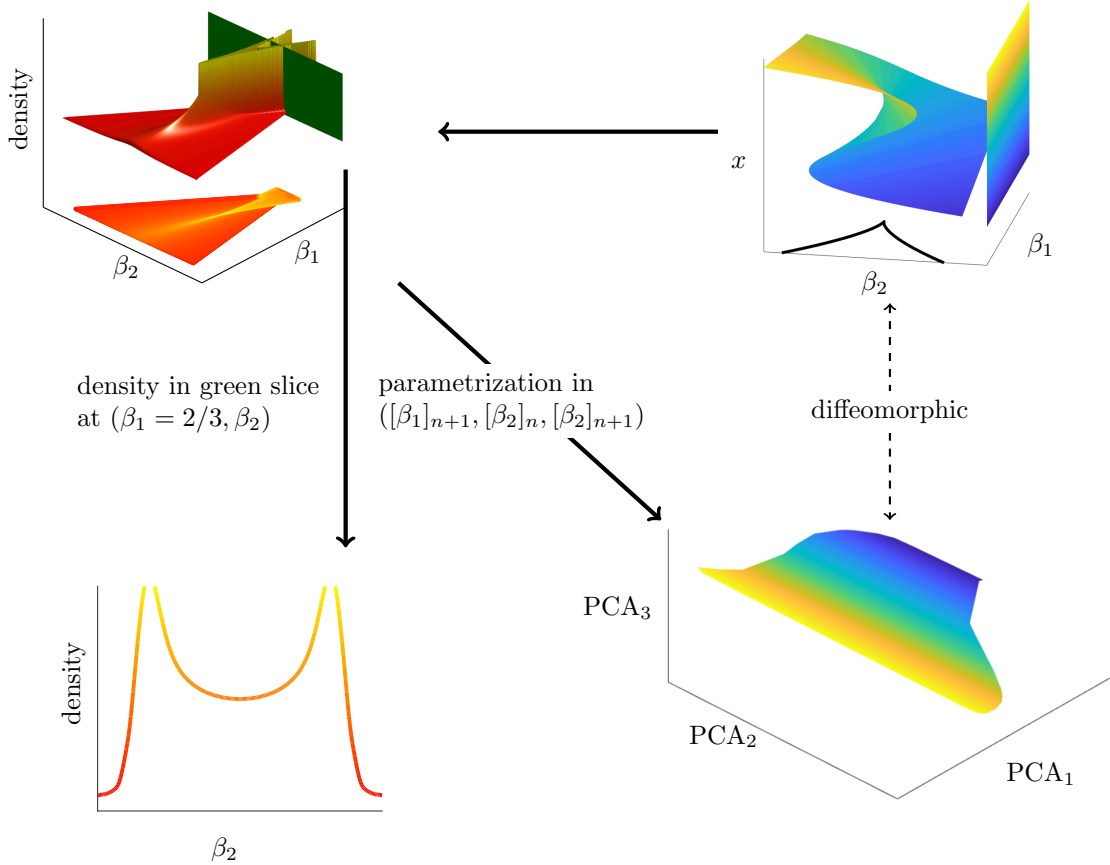 density
β₂
β₁
x
β₂
β₁
density in green slice
at (β₁ = 2/3, β₂)
parametrization in
([β₁]ₙ₊₁, [β₂]ₙ, [β₂]ₙ₊₁)
diffeomorphic
PCA₃
PCA₂
PCA₁
density
β₂